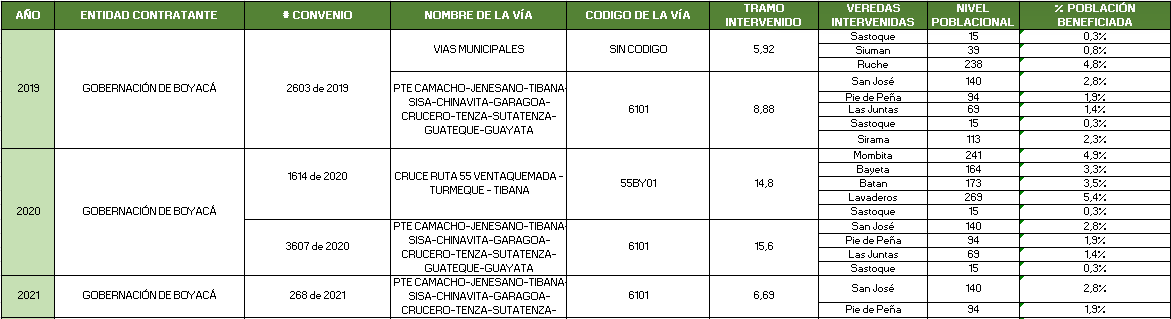 AÑO ENTIDAD CONTRATANTE # CONVENIO NOMBRE DE LA VÍA CODIGO DE LA VÍA TRAMO INTERVENIDO VEREDAS INTERVENIDAS NIVEL POBLACIONAL % POBLACIÓN BENEFICIADA
2019 GOBERNACIÓN DE BOYACÁ 2603 de 2019
VIAS MUNICIPALES SIN CODIGO 5,92
Sastoque 15 0,3%
Siuman 39 0,8%
Ruche 238 4,8%
PTE CAMACHO-JENESANO-TIBANA-
SISA-CHINAVITA-GARAGOA-
CRUCERO-TENZA-SUTATENZA-
GUATEQUE-GUAYATA
6101 8,88
San José 140 2,8%
Pie de Peña 94 1,9%
Las Juntas 69 1,4%
Sastoque 15 0,3%
Sirama 113 2,3%
2020 GOBERNACIÓN DE BOYACÁ
1614 de 2020
CRUCE RUTA 55 VENTAQUEMADA -
TURMEQUE - TIBANA
55BY01 14,8
Mombita 241 4,9%
Bayeta 164 3,3%
Batan 173 3,5%
Lavaderos 269 5,4%
Sastoque 15 0,3%
3607 de 2020
PTE CAMACHO-JENESANO-TIBANA-
SISA-CHINAVITA-GARAGOA-
CRUCERO-TENZA-SUTATENZA-
GUATEQUE-GUAYATA
6101 15,6
San José 140 2,8%
Pie de Peña 94 1,9%
Las Juntas 69 1,4%
Sastoque 15 0,3%
2021 GOBERNACIÓN DE BOYACÁ 268 de 2021
PTE CAMACHO-JENESANO-TIBANA-
SISA-CHINAVITA-GARAGOA-
CRUCERO-TENZA-SUTATENZA-
6101 6,69
San José 140 2,8%
Pie de Peña 94 1,9%